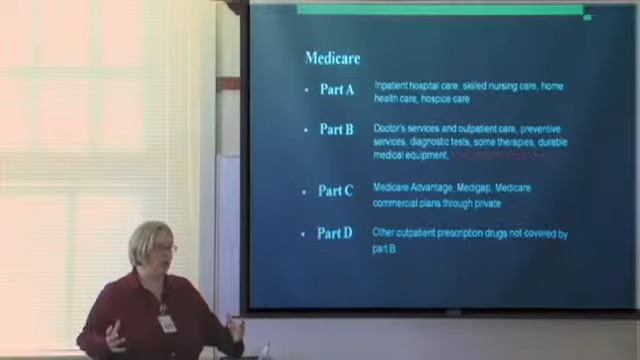 Medicare
Part A
Inpatient hospital care, skilled nursing care, home
health care, hospice care
Part B
Doctor's services and outpatient care, preventive
services, diagnostic tests, some therapies, durable
medical equipment,
Part C
Medicare Advantage, Medigap, Medicare
commercial plans through private
Part D
Other outpatient prescription drugs not covered by
part B